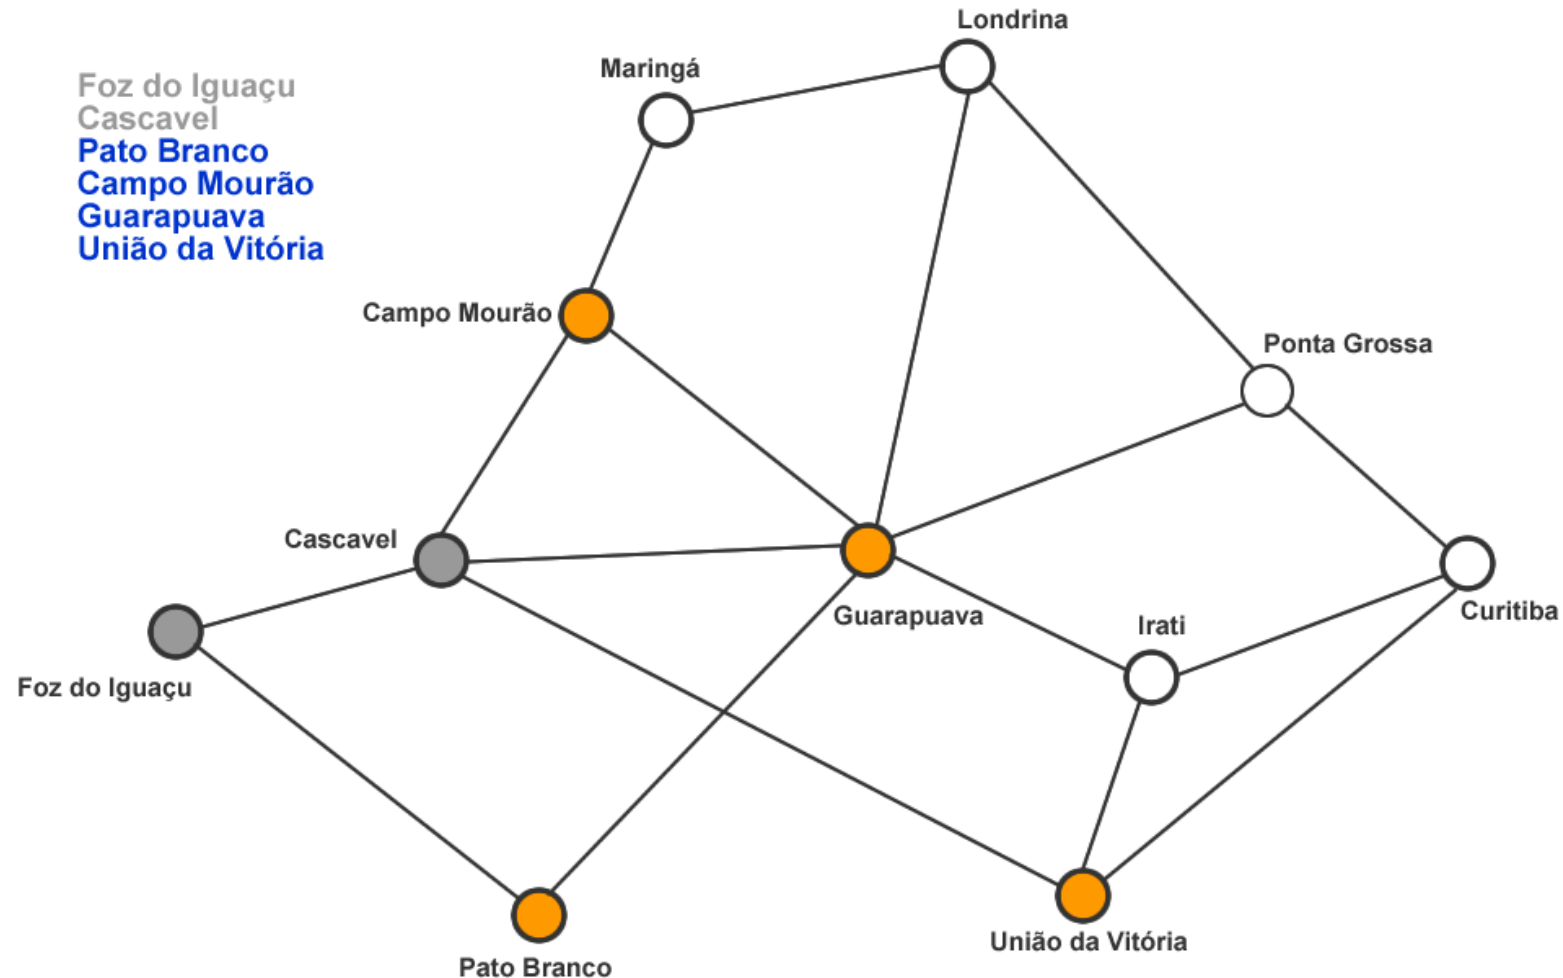 Foz do Iguaçu
Cascavel
Pato Branco
Campo Mourão
Guarapuava
União da Vitória
Londrina
Maringá
Campo Mourão
Ponta Grossa
Cascavel
Guarapuava
Irati
Curitiba
Foz do Iguaçu
União da Vitória
Pato Branco